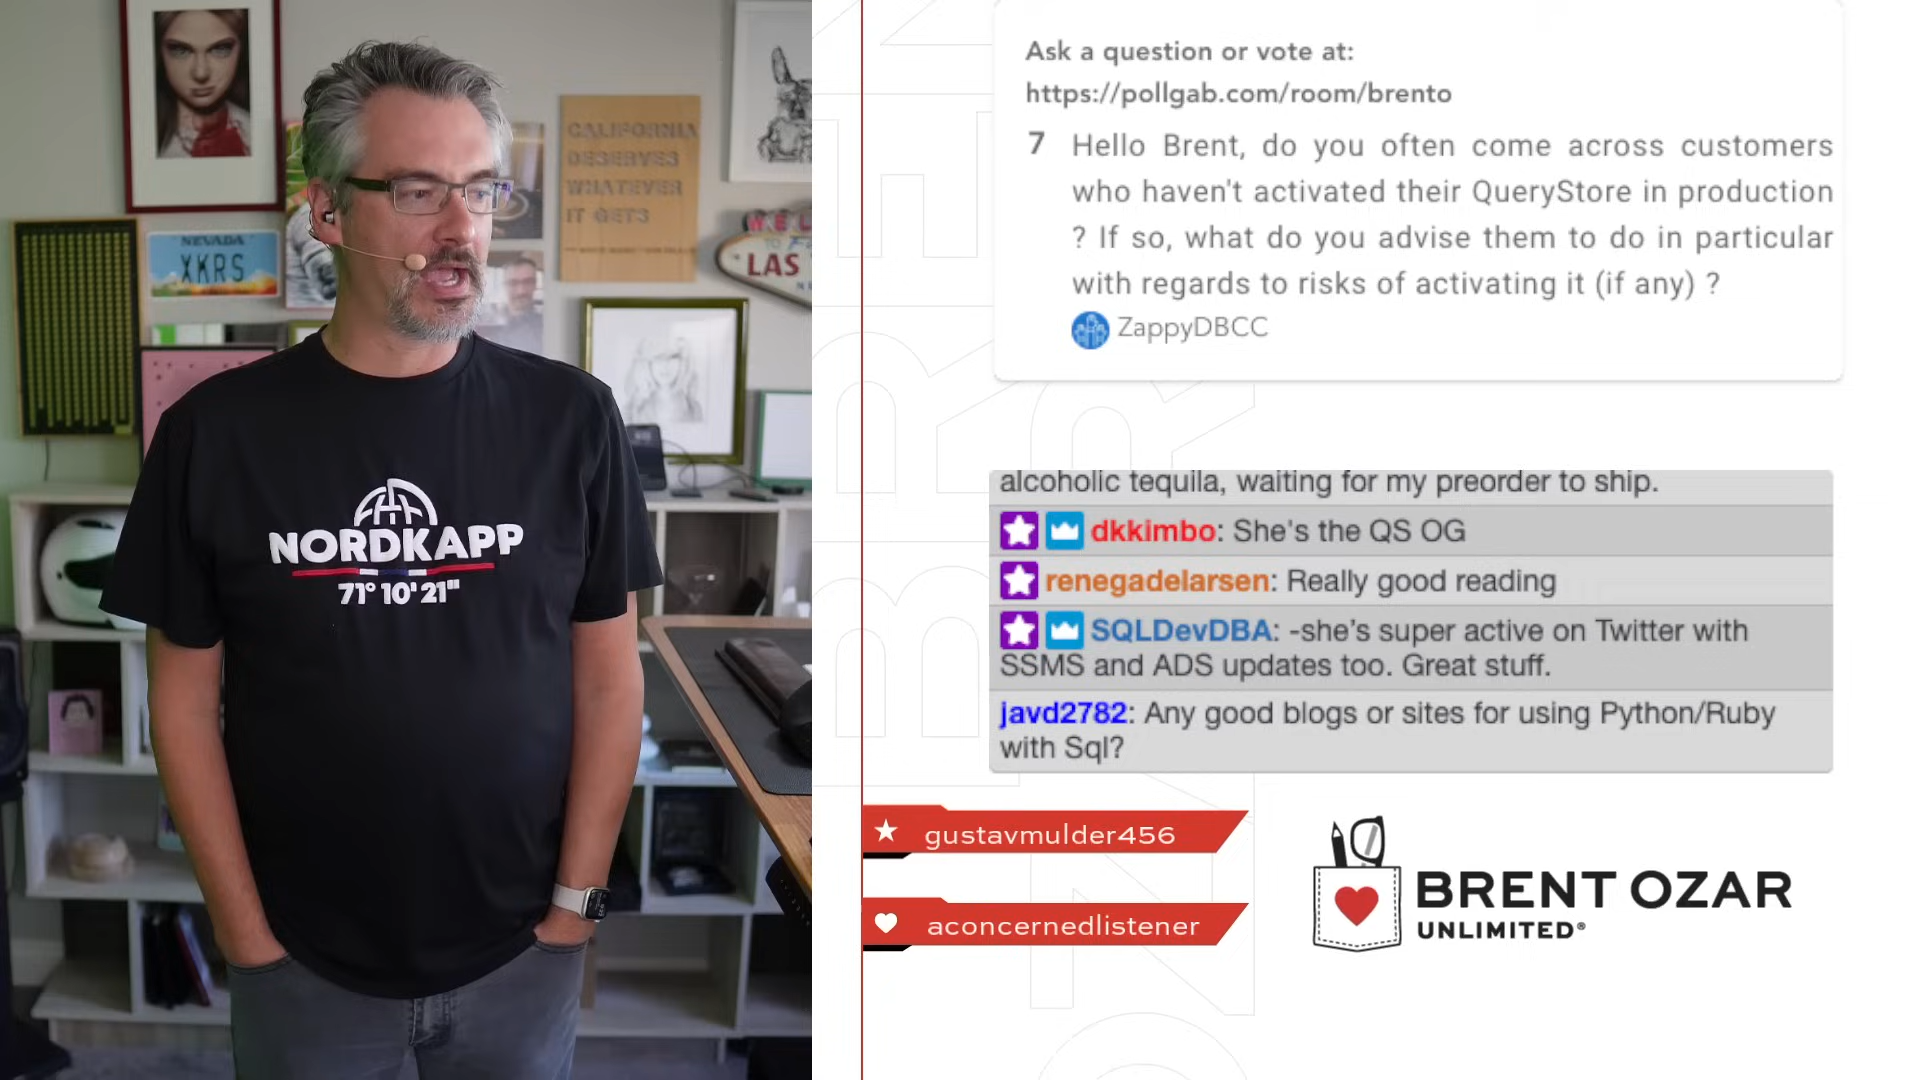 CALIFORNIA
DESERVES
WHATEVER
IT GETS
NEVADA
XKRS
WEL
TO
LAS
NORDKAPP
71° 10' 21"
Ask a question or vote at:
https://pollgab.com/room/brento
7 Hello Brent, do you often come across customers
who haven't activated their QueryStore in production
? If so, what do you advise them to do in particular
with regards to risks of activating it (if any) ?
ZappyDBCC
alcoholic tequila, waiting for my preorder to ship.
dkkimbo: She's the QS OG
renegadelarsen: Really good reading
SQLDevDBA: -she's super active on Twitter with
SSMS and ADS updates too. Great stuff.
javd2782: Any good blogs or sites for using Python/Ruby
with Sql?
gustavmulder456
aconcernedlistener
BRENT OZAR
UNLIMITED®